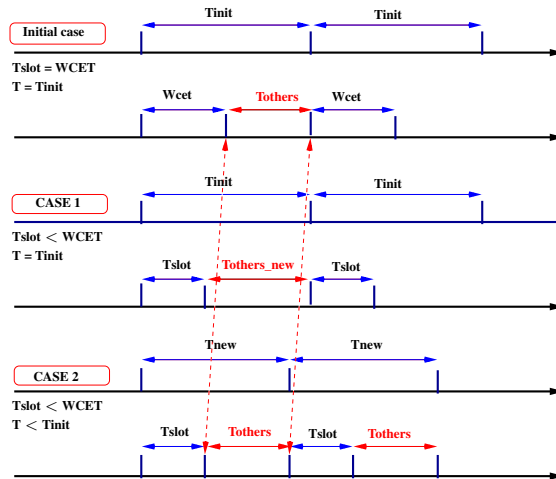 Tinit Tinit
Initial case
Tslot = WCET
T = Tinit
Wcet Tothers Wcet
Tinit Tinit
CASE 1
Tslot < WCET
T = Tinit
Tslot Tothers_new Tslot
Tnew Tnew
CASE 2
Tslot < WCET
T < Tinit
Tslot Tothers Tslot Tothers